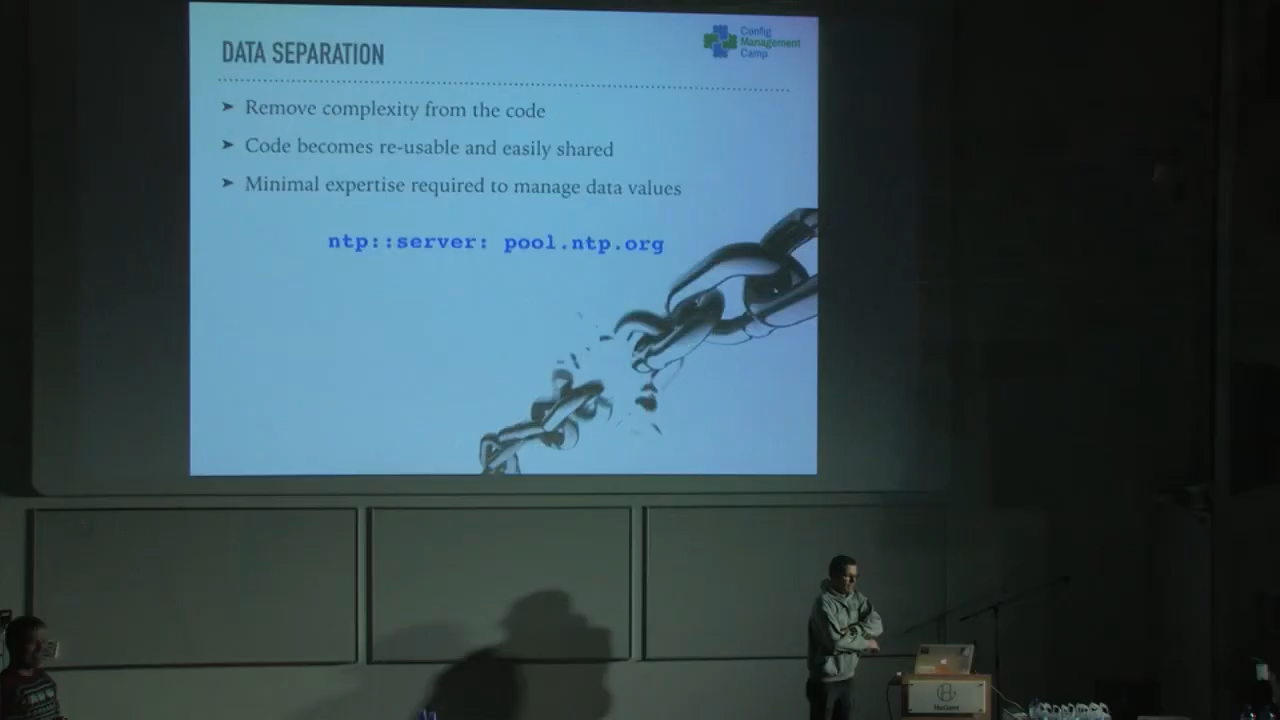 DATA SEPARATION
Config
Management
Camp
➤ Remove complexity from the code
➤ Code becomes re-usable and easily shared
➤ Minimal expertise required to manage data values
ntp::server: pool.ntp.org
HoGent